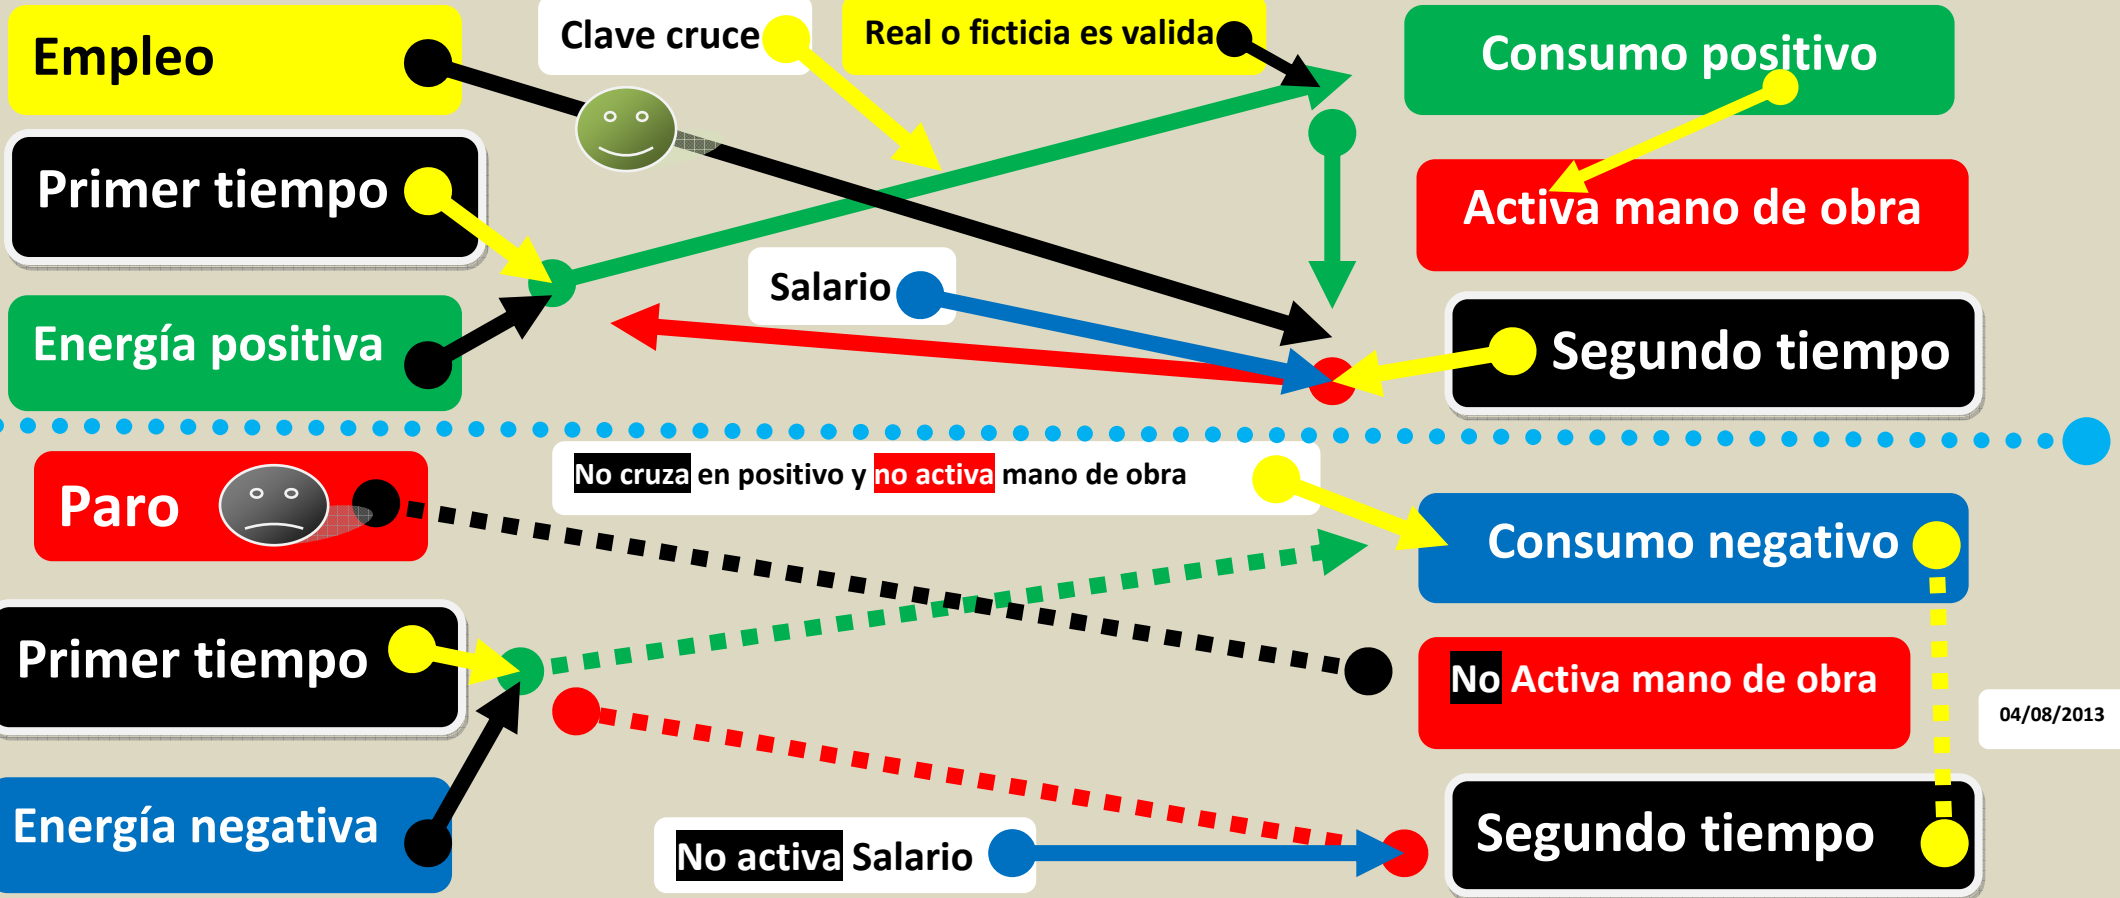 Empleo
Clave cruce
Real o ficticia es valida
Consumo positivo
Primer tiempo
Activa mano de obra
Salario
Energía positiva
Segundo tiempo
No cruza en positivo y no activa mano de obra
Paro
Consumo negativo
Primer tiempo
No Activa mano de obra
04/08/2013
Energía negativa
No activa Salario
Segundo tiempo